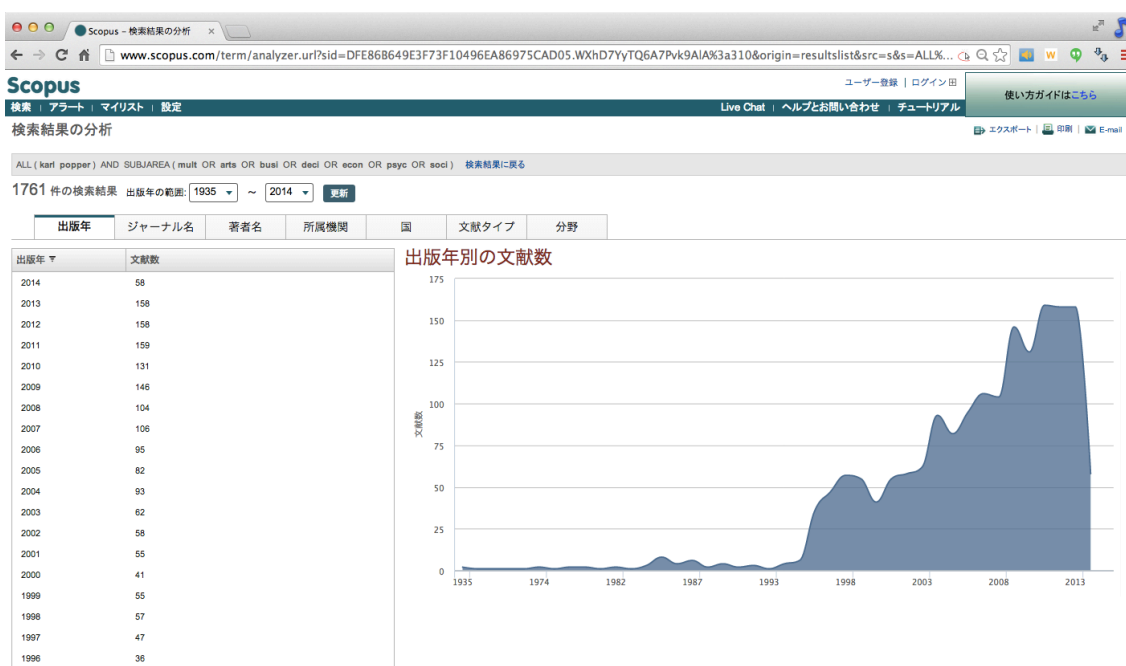 Scopus – 検索結果の分析
www.scopus.com/term/analyzer.url?sid=DFE86B649E3F73F10496EA86975CAD05.WXhD7YyTQ6A7Pvk9AlA%3a310&origin=resultslist&src=s&s=ALL%...
Scopus
ユーザー登録 | ログイン
使い方ガイドはこちら
検索 | アラート | マイリスト | 設定
Live Chat | ヘルプとお問い合わせ | チュートリアル
検索結果の分析
エクスポート | 印刷 | E-mail
ALL ( karl popper ) AND SUBJAREA ( mult OR arts OR busi OR deci OR econ OR psyc OR soci ) 検索結果に戻る
1761 件の検索結果 出版年の範囲: 1935 ~ 2014 更新
出版年 ジャーナル名 著者名 所属機関 国 文献タイプ 分野
出版年 文献数
2014 58
2013 158
2012 158
2011 159
2010 131
2009 146
2008 104
2007 106
2006 95
2005 82
2004 93
2003 62
2002 58
2001 55
2000 41
1999 55
1998 57
1997 47
1996 36
出版年別の文献数
175
150
125
100
75
50
25
0
文献数
1935 1974 1982 1987 1993 1998 2003 2008 2013